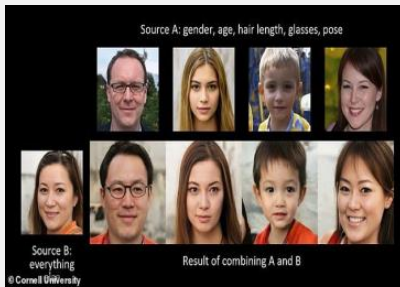 Source A: gender, age, hair length, glasses, pose
Source B:
everything
Result of combining A and B
© Cornell University